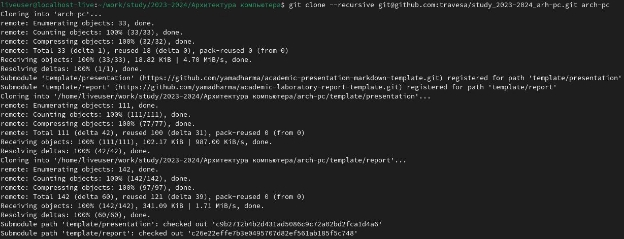 liveuser@localhost-live:~/work/study/2023-2024/Архитектура компьютера$ git clone --recursive git@github.com:travesa/study_2023-2024_arh-pc.git arch-pc
Cloning into 'arch-pc'...
remote: Enumerating objects: 33, done.
remote: Counting objects: 100% (33/33), done.
remote: Compressing objects: 100% (32/32), done.
remote: Total 33 (delta 1), reused 18 (delta 0), pack-reused 0 (from 0)
Receiving objects: 100% (33/33), 18.82 KiB | 4.70 MiB/s, done.
Resolving deltas: 100% (1/1), done.
Submodule 'template/presentation' (https://github.com/yamadharma/academic-presentation-markdown-template.git) registered for path 'template/presentation'
Submodule 'template/report' (https://github.com/yamadharma/academic-laboratory-report-template.git) registered for path 'template/report'
Cloning into '/home/liveuser/work/study/2023-2024/Архитектура компьютера/arch-pc/template/presentation'...
remote: Enumerating objects: 111, done.
remote: Counting objects: 100% (111/111), done.
remote: Compressing objects: 100% (77/77), done.
remote: Total 111 (delta 42), reused 100 (delta 31), pack-reused 0 (from 0)
Receiving objects: 100% (111/111), 102.17 KiB | 987.00 KiB/s, done.
Resolving deltas: 100% (42/42), done.
Cloning into '/home/liveuser/work/study/2023-2024/Архитектура компьютера/arch-pc/template/report'...
remote: Enumerating objects: 142, done.
remote: Counting objects: 100% (142/142), done.
remote: Compressing objects: 100% (97/97), done.
remote: Total 142 (delta 60), reused 121 (delta 39), pack-reused 0 (from 0)
Receiving objects: 100% (142/142), 341.09 KiB | 1.71 MiB/s, done.
Resolving deltas: 100% (60/60), done.
Submodule path 'template/presentation': checked out
Submodule path 'template/report': checked out